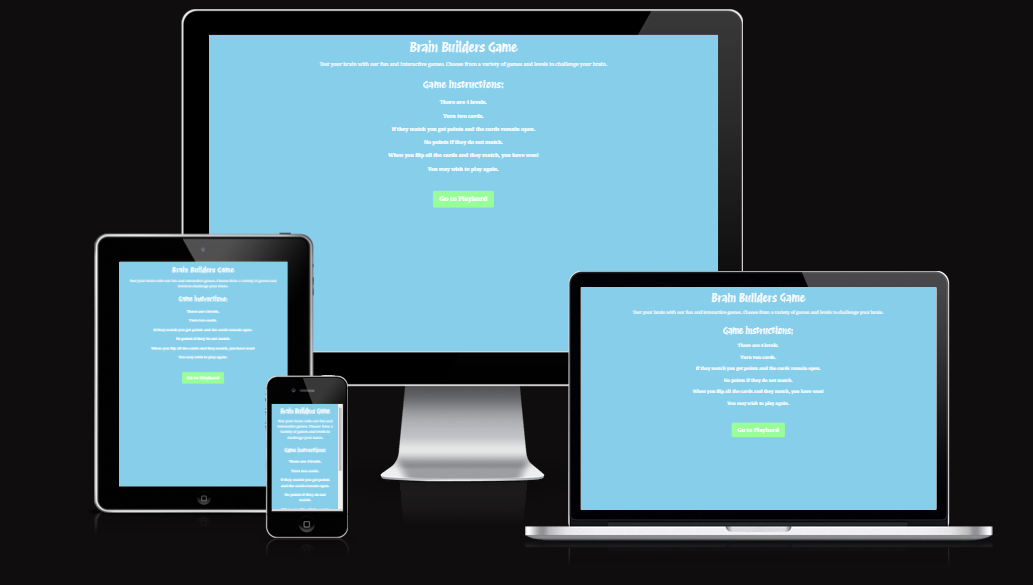 Brain Builders Game
Test your brain with our fun and interactive games. Choose from a variety of games and levels to challenge your brain.
Game Instructions:
There are 4 levels.
Turn two cards.
If they match you get points and the cards remain open.
No points if they do not match.
When you flip all the cards and they match, you have won!
You may wish to play again.
Go to Playbord
Brain Builders Game
Test your brain with our fun and interactive games. Choose from a variety of games and
levels to challenge your brain.
Game Instructions:
There are 4 levels.
Turn two cards.
If they match you get points and the cards remain open.
No points if they do not match.
When you flip all the cards and they match, you have won!
You may wish to play again.
Go to Playbord
Brain Builders Game
Test your brain with our fun and
interactive games. Choose from a
variety of games and levels to
challenge your brain.
Game Instructions:
There are 4 levels.
Turn two cards.
If they match you get points
and the cards remain open.
No points if they do not
match.
Brain Builders Game
Test your brain with our fun and interactive games. Choose from a variety of games and levels to challenge your brain.
Game Instructions:
There are 4 levels.
Turn two cards.
If they match you get points and the cards remain open.
No points if they do not match.
When you flip all the cards and they match, you have won!
You may wish to play again.
Go to Playbord